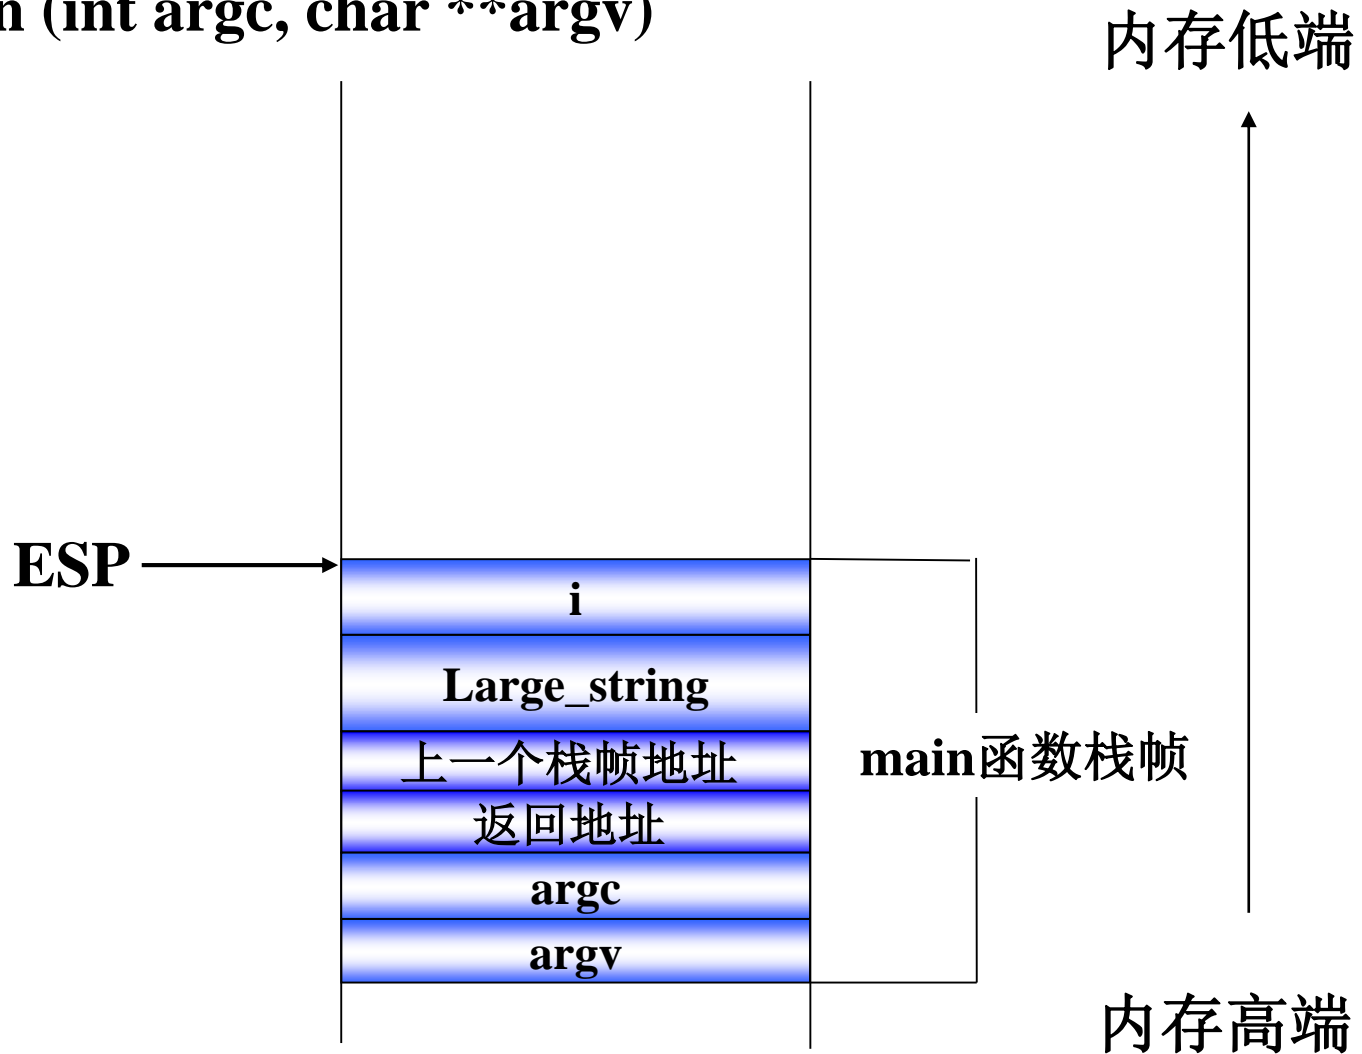 n (int argc, char **argv)
内存低端
ESP
i
Large_string
上一个栈帧地址
main函数栈帧
返回地址
argc
argv
内存高端